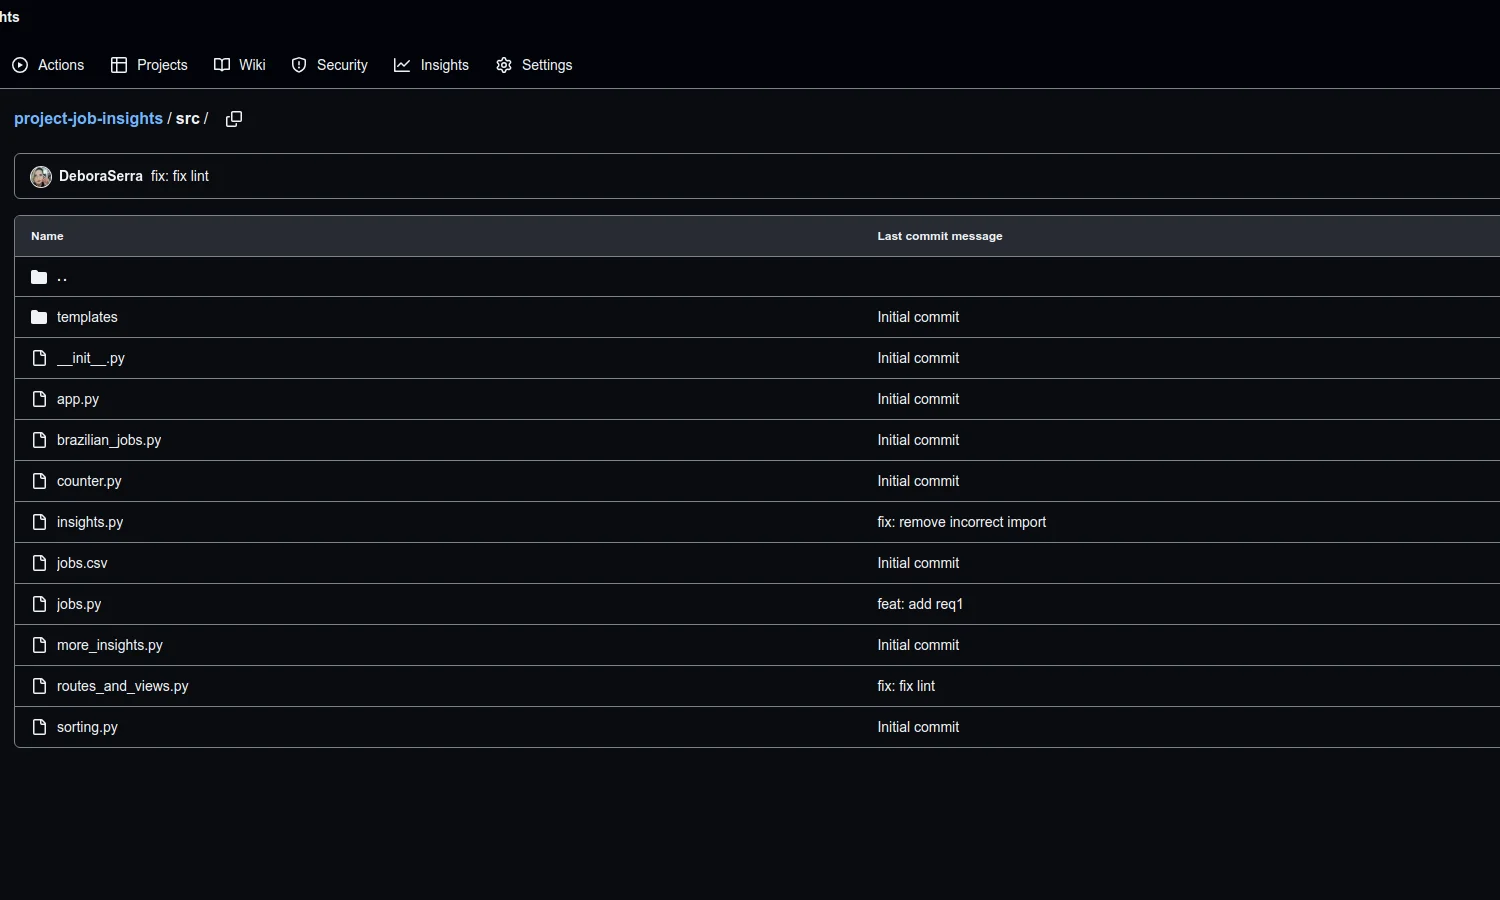 hts
Actions Projects Wiki Security Insights Settings
project-job-insights / src /
DeboraSerra fix: fix lint
Name Last commit message
..
templates Initial commit
__init__.py Initial commit
app.py Initial commit
brazilian_jobs.py Initial commit
counter.py Initial commit
insights.py fix: remove incorrect import
jobs.csv Initial commit
jobs.py feat: add req1
more_insights.py Initial commit
routes_and_views.py fix: fix lint
sorting.py Initial commit